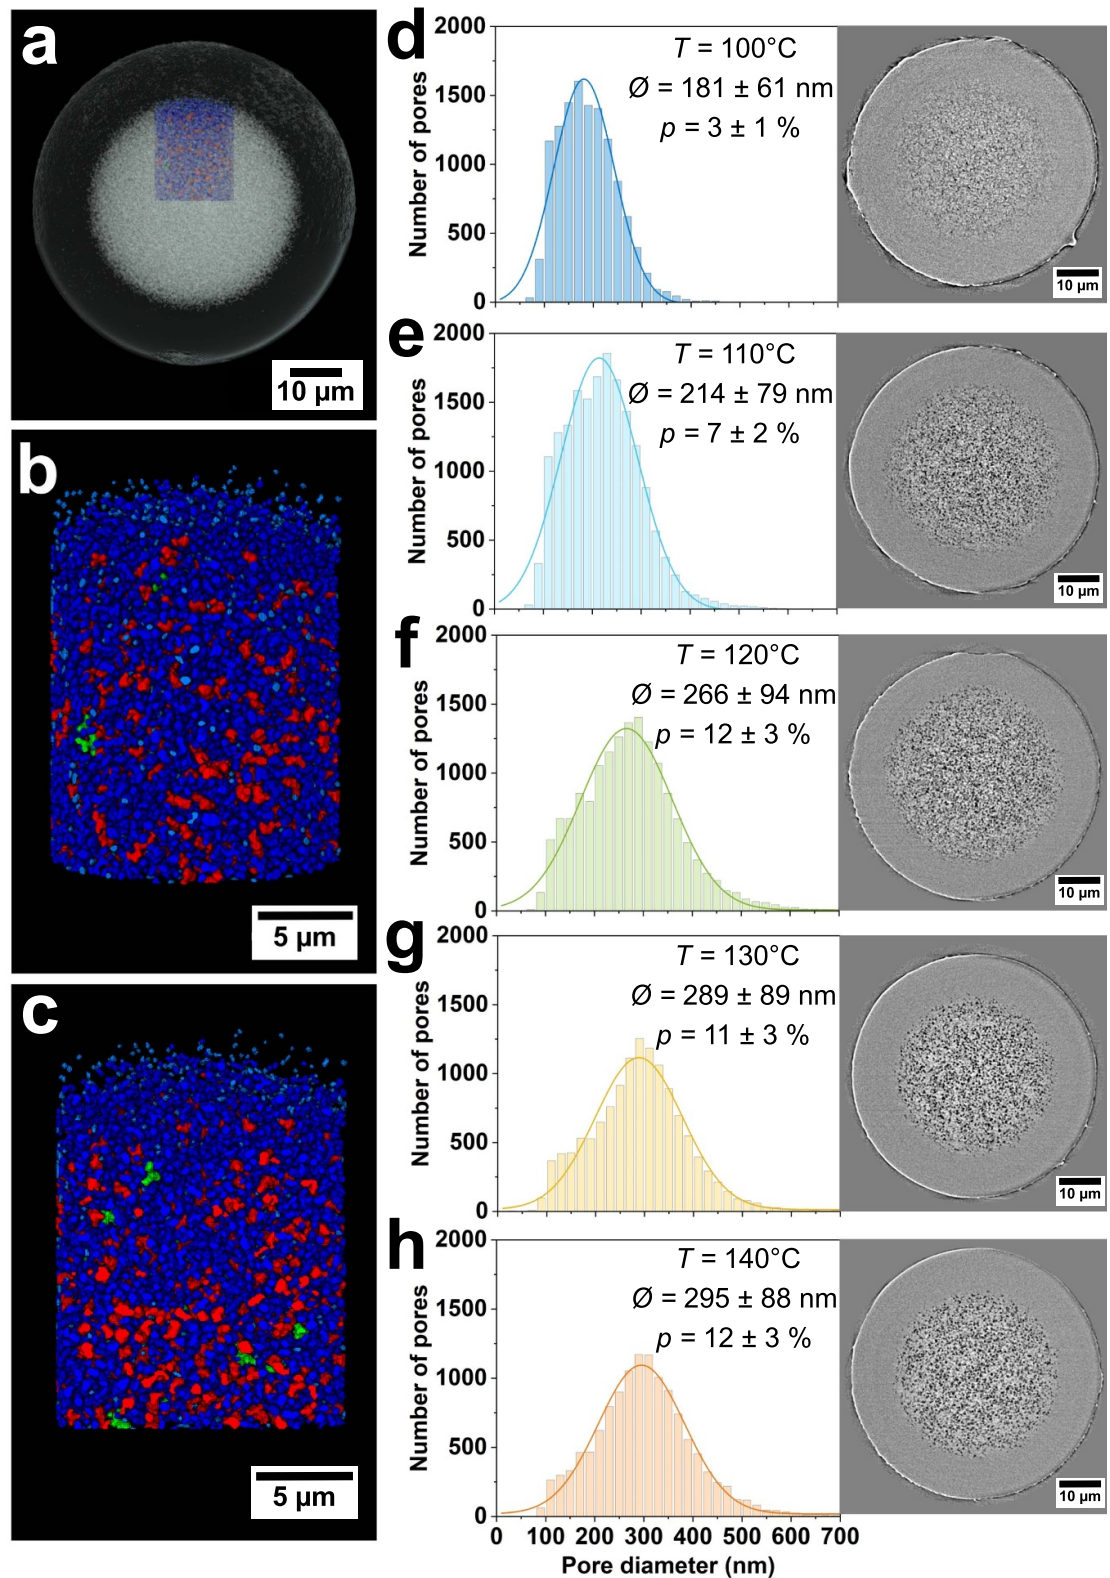 a
10 µm
b
5 µm
c
5 µm
d
2000
1500
1000
500
0
Number of pores
T = 100°C
Ø = 181 ± 61 nm
p = 3 ± 1 %
10 µm
e
2000
1500
1000
500
0
Number of pores
T = 110°C
Ø = 214 ± 79 nm
p = 7 ± 2 %
10 µm
f
2000
1500
1000
500
0
Number of pores
T = 120°C
Ø = 266 ± 94 nm
p = 12 ± 3 %
10 µm
g
2000
1500
1000
500
0
Number of pores
T = 130°C
Ø = 289 ± 89 nm
p = 11 ± 3 %
10 µm
h
2000
1500
1000
500
0
Number of pores
T = 140°C
Ø = 295 ± 88 nm
p = 12 ± 3 %
10 µm
0 100 200 300 400 500 600 700
Pore diameter (nm)